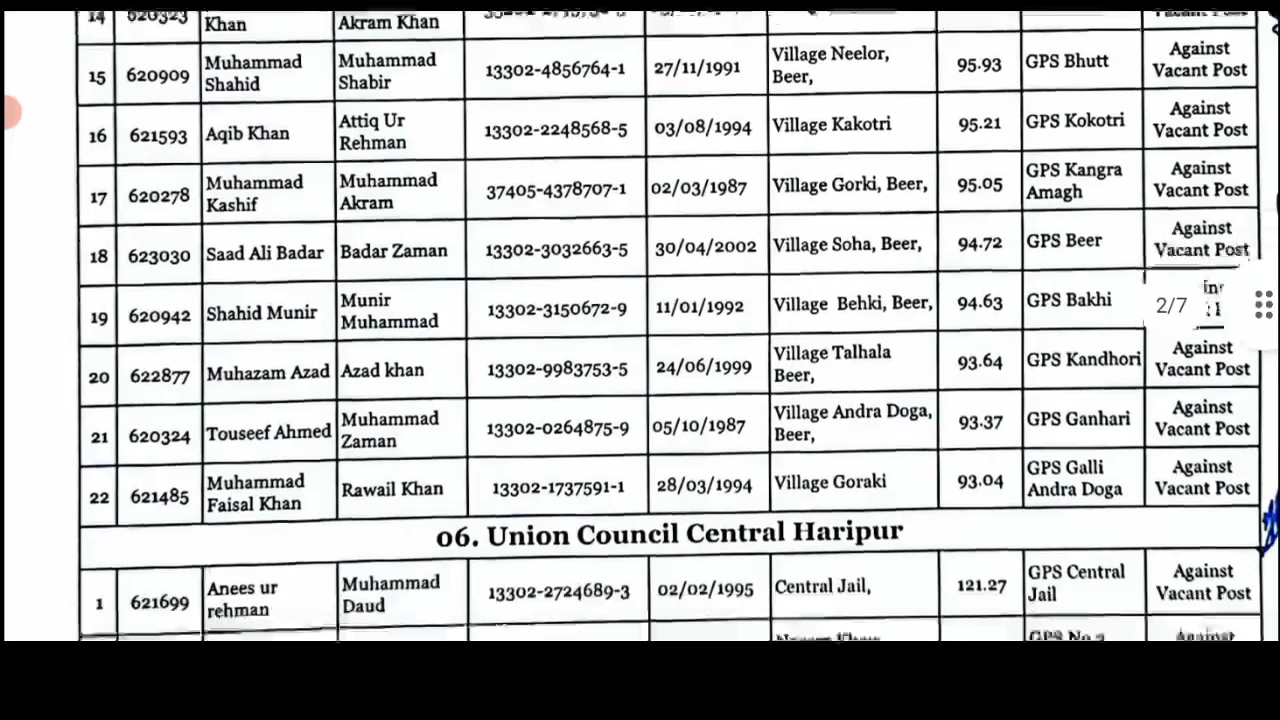 14 620323 Khan Akram Khan
15 620909 Muhammad Shahid Muhammad Shabir 13302-4856764-1 27/11/1991 Village Neelor, Beer, 95.93 GPS Bhutt Against Vacant Post
16 621593 Aqib Khan Attiq Ur Rehman 13302-2248568-5 03/08/1994 Village Kakotri 95.21 GPS Kokotri Against Vacant Post
17 620278 Muhammad Kashif Muhammad Akram 37405-4378707-1 02/03/1987 Village Gorki, Beer, 95.05 GPS Kangra Amagh Against Vacant Post
18 623030 Saad Ali Badar Badar Zaman 13302-3032663-5 30/04/2002 Village Soha, Beer, 94.72 GPS Beer Against Vacant Post
19 620942 Shahid Munir Munir Muhammad 13302-3150672-9 11/01/1992 Village Behki, Beer, 94.63 GPS Bakhi
2/7
20 622877 Muhazam Azad Azad khan 13302-9983753-5 24/06/1999 Village Talhala Beer, 93.64 GPS Kandhori Against Vacant Post
21 620324 Touseef Ahmed Muhammad Zaman 13302-0264875-9 05/10/1987 Village Andra Doga, Beer, 93.37 GPS Ganhari Against Vacant Post
22 621485 Muhammad Faisal Khan Rawail Khan 13302-1737591-1 28/03/1994 Village Goraki 93.04 GPS Galli Andra Doga Against Vacant Post
06. Union Council Central Haripur
1 621699 Anees ur rehman Muhammad Daud 13302-2724689-3 02/02/1995 Central Jail, 121.27 GPS Central Jail Against Vacant Post